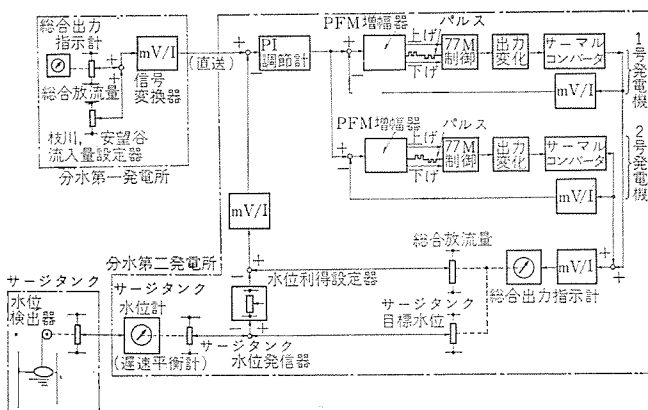 総合出力
指示計
総合放流量
枝川, 安望谷
流入量設定器
分水第一発電所
mV/I
信号
変換器
(直送)
PI
調節計
PFM増幅器
上げ
パルス
下げ
77M
制御
出力
変化
サーマル
コンバータ
mV/I
1号発電機
PFM増幅器
上げ
パルス
下げ
77M
制御
出力
変化
サーマル
コンバータ
mV/I
2号発電機
mV/I
総合放流量
mV/I
総合出力指示計
分水第二発電所
水位利得設定器
サージタンク
目標水位
サージタンク
水位
検出器
サージタンク
水位計
(遅速平衡計)
サージタンク
水位発信器